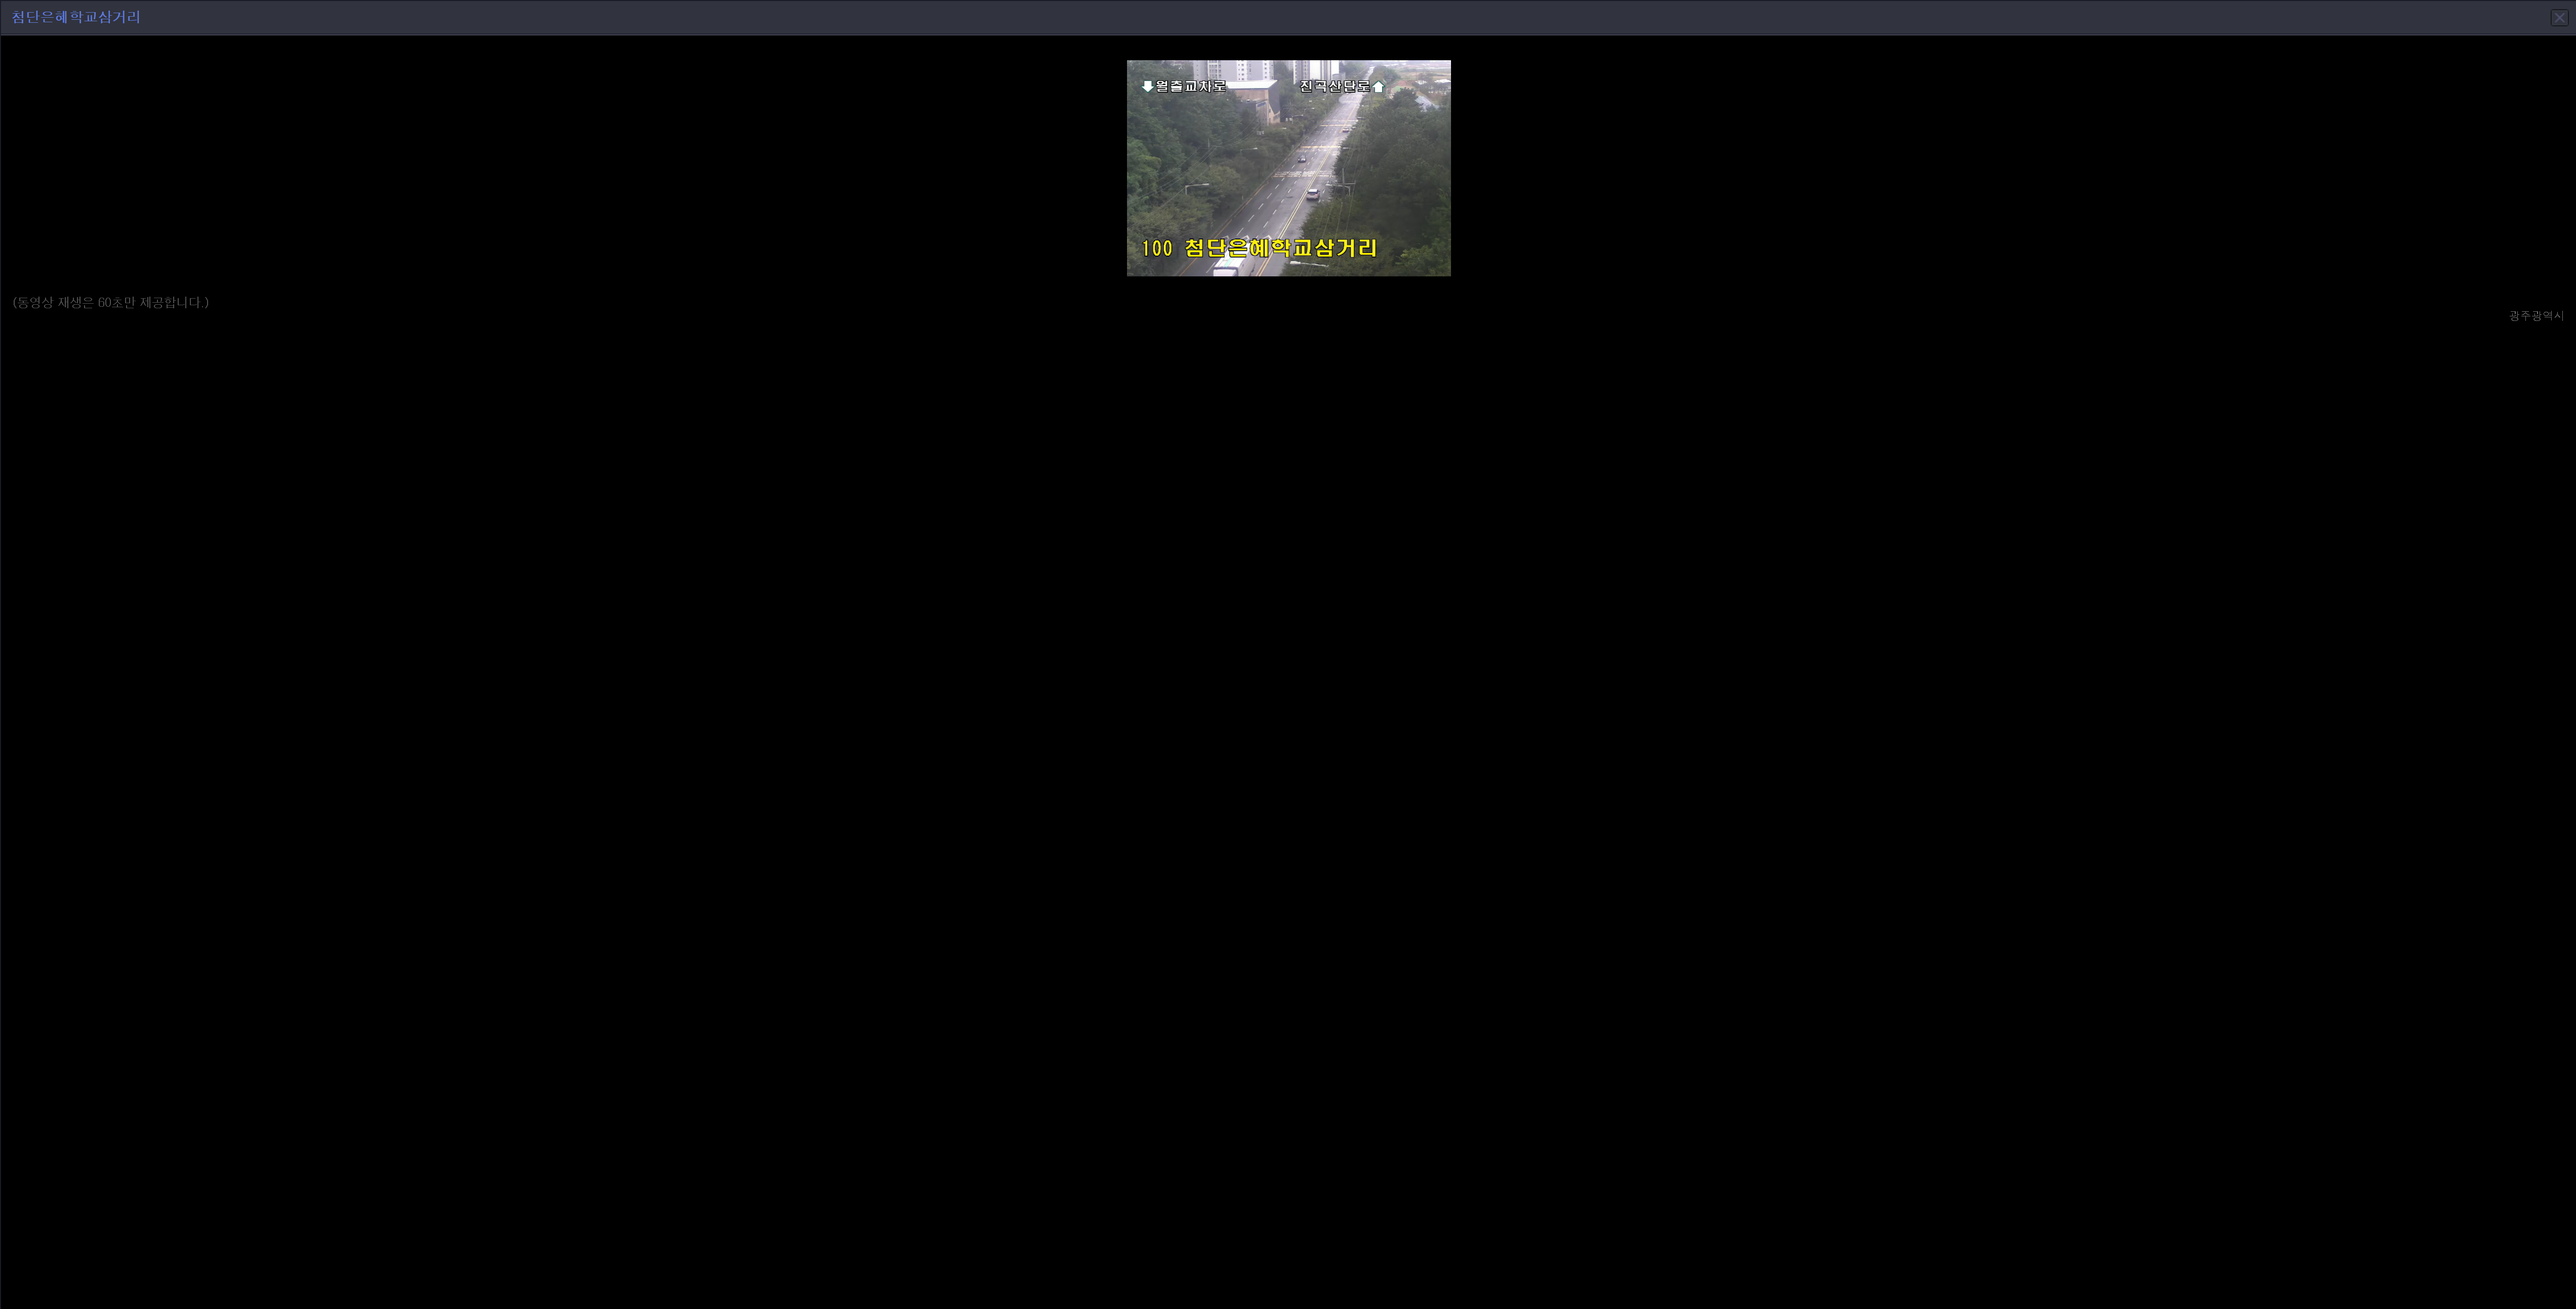 첨단은혜학교삼거리
⬇월출교차로 진곡산단로⬆
100 첨단은혜학교삼거리
(동영상 재생은 60초만 제공합니다.)
광주광역시